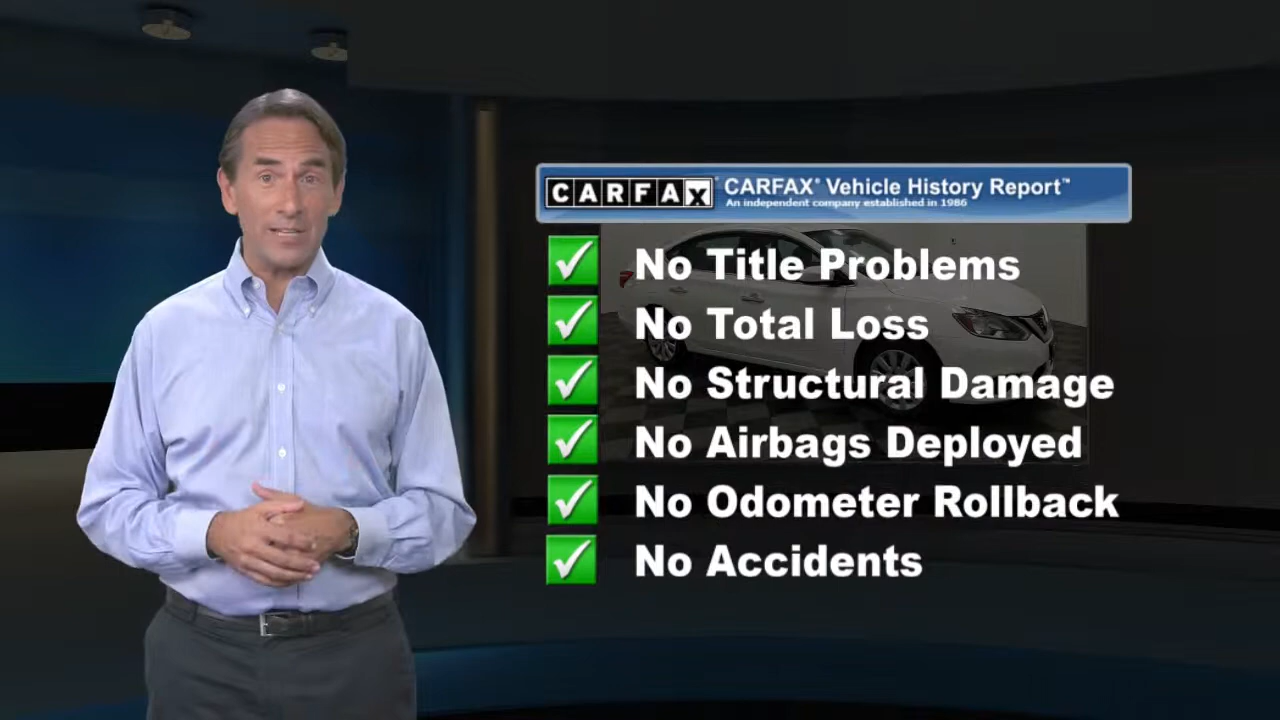 CARFAX CARFAX® Vehicle History Report™
An independent company established in 1986
No Title Problems
No Total Loss
No Structural Damage
No Airbags Deployed
No Odometer Rollback
No Accidents